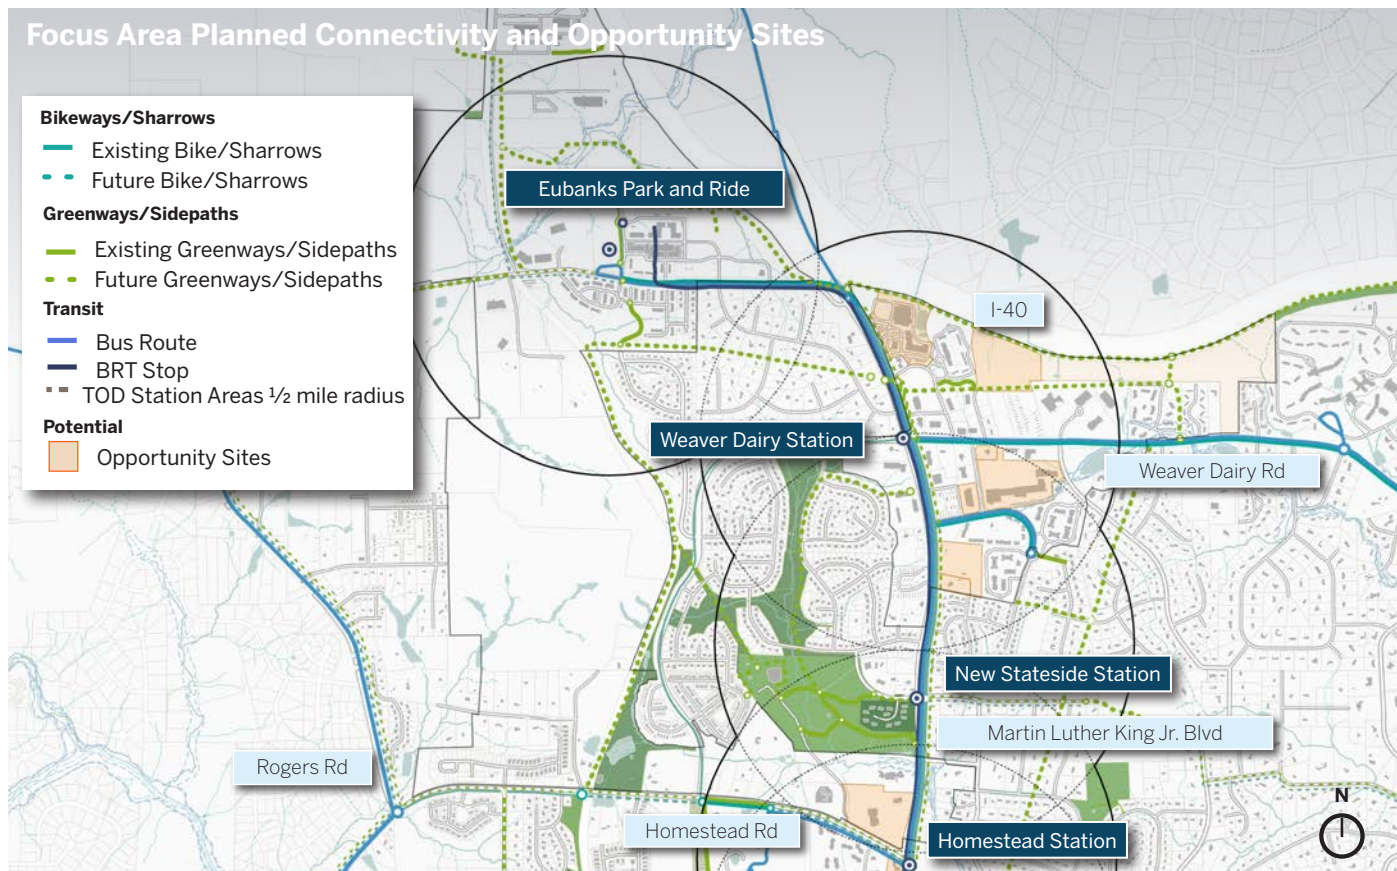 Focus Area Planned Connectivity and Opportunity Sites
Bikeways/Sharrows
Existing Bike/Sharrows
Future Bike/Sharrows
Greenways/Sidepaths
Existing Greenways/Sidepaths
Future Greenways/Sidepaths
Transit
Bus Route
BRT Stop
TOD Station Areas ½ mile radius
Potential
Opportunity Sites
Eubanks Park and Ride
I-40
Weaver Dairy Station
Weaver Dairy Rd
New Stateside Station
Martin Luther King Jr. Blvd
Rogers Rd
Homestead Rd
Homestead Station
N